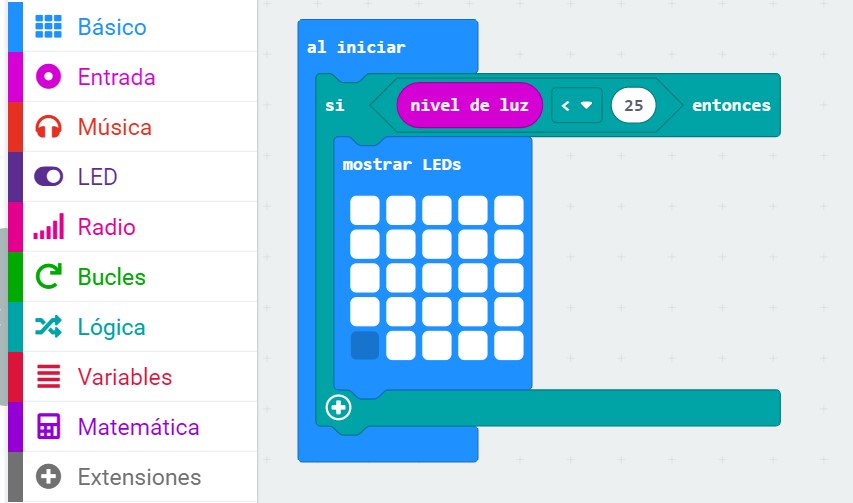 Básico
Entrada
Música
LED
Radio
Bucles
Lógica
Variables
Matemática
Extensiones
al iniciar
si nivel de luz < 25 entonces
mostrar LEDs